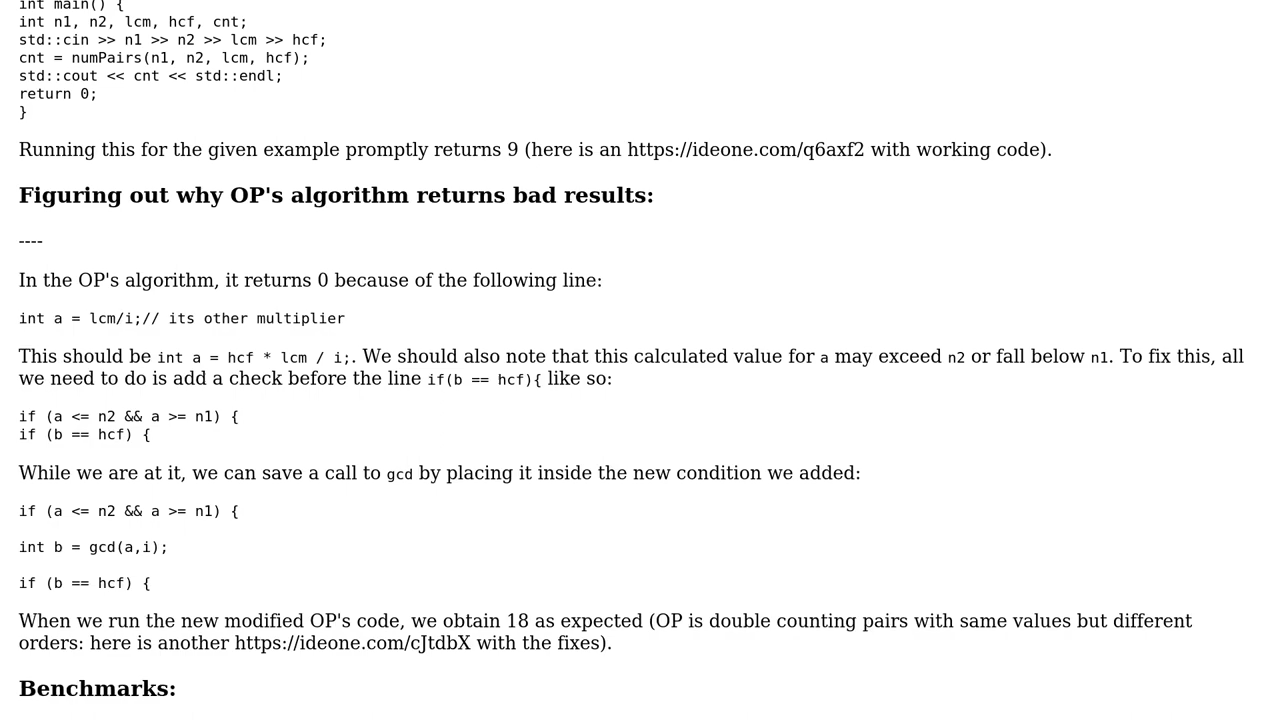 int main() {
int n1, n2, lcm, hcf, cnt;
std::cin >> n1 >> n2 >> lcm >> hcf;
cnt = numPairs(n1, n2, lcm, hcf);
std::cout << cnt << std::endl;
return 0;
}
Running this for the given example promptly returns 9 (here is an https://ideone.com/q6axf2 with working code).
Figuring out why OP's algorithm returns bad results:
----
In the OP's algorithm, it returns 0 because of the following line:
int a = lcm/i;// its other multiplier
This should be int a = hcf * lcm / i;. We should also note that this calculated value for a may exceed n2 or fall below n1. To fix this, all
we need to do is add a check before the line if(b == hcf){ like so:
if (a <= n2 && a >= n1) {
if (b == hcf) {
While we are at it, we can save a call to gcd by placing it inside the new condition we added:
if (a <= n2 && a >= n1) {
int b = gcd(a,i);
if (b == hcf) {
When we run the new modified OP's code, we obtain 18 as expected (OP is double counting pairs with same values but different
orders: here is another https://ideone.com/cJtdbX with the fixes).
Benchmarks: